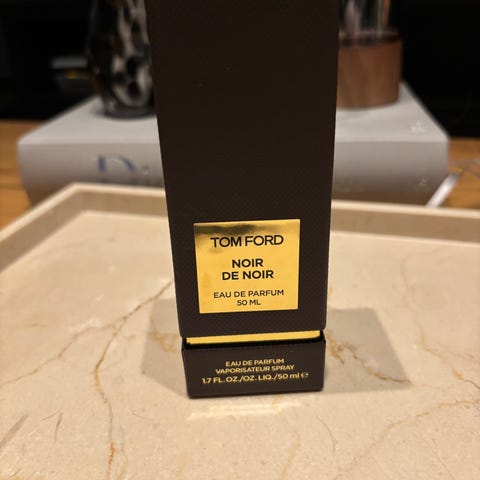 Di
TOM FORD
NOIR
DE NOIR
EAU DE PARFUM
50 ML
EAU DE PARFUM
VAPORISATEUR SPRAY
1.7 FL.OZ./OZ. LIQ./50 ml ℮